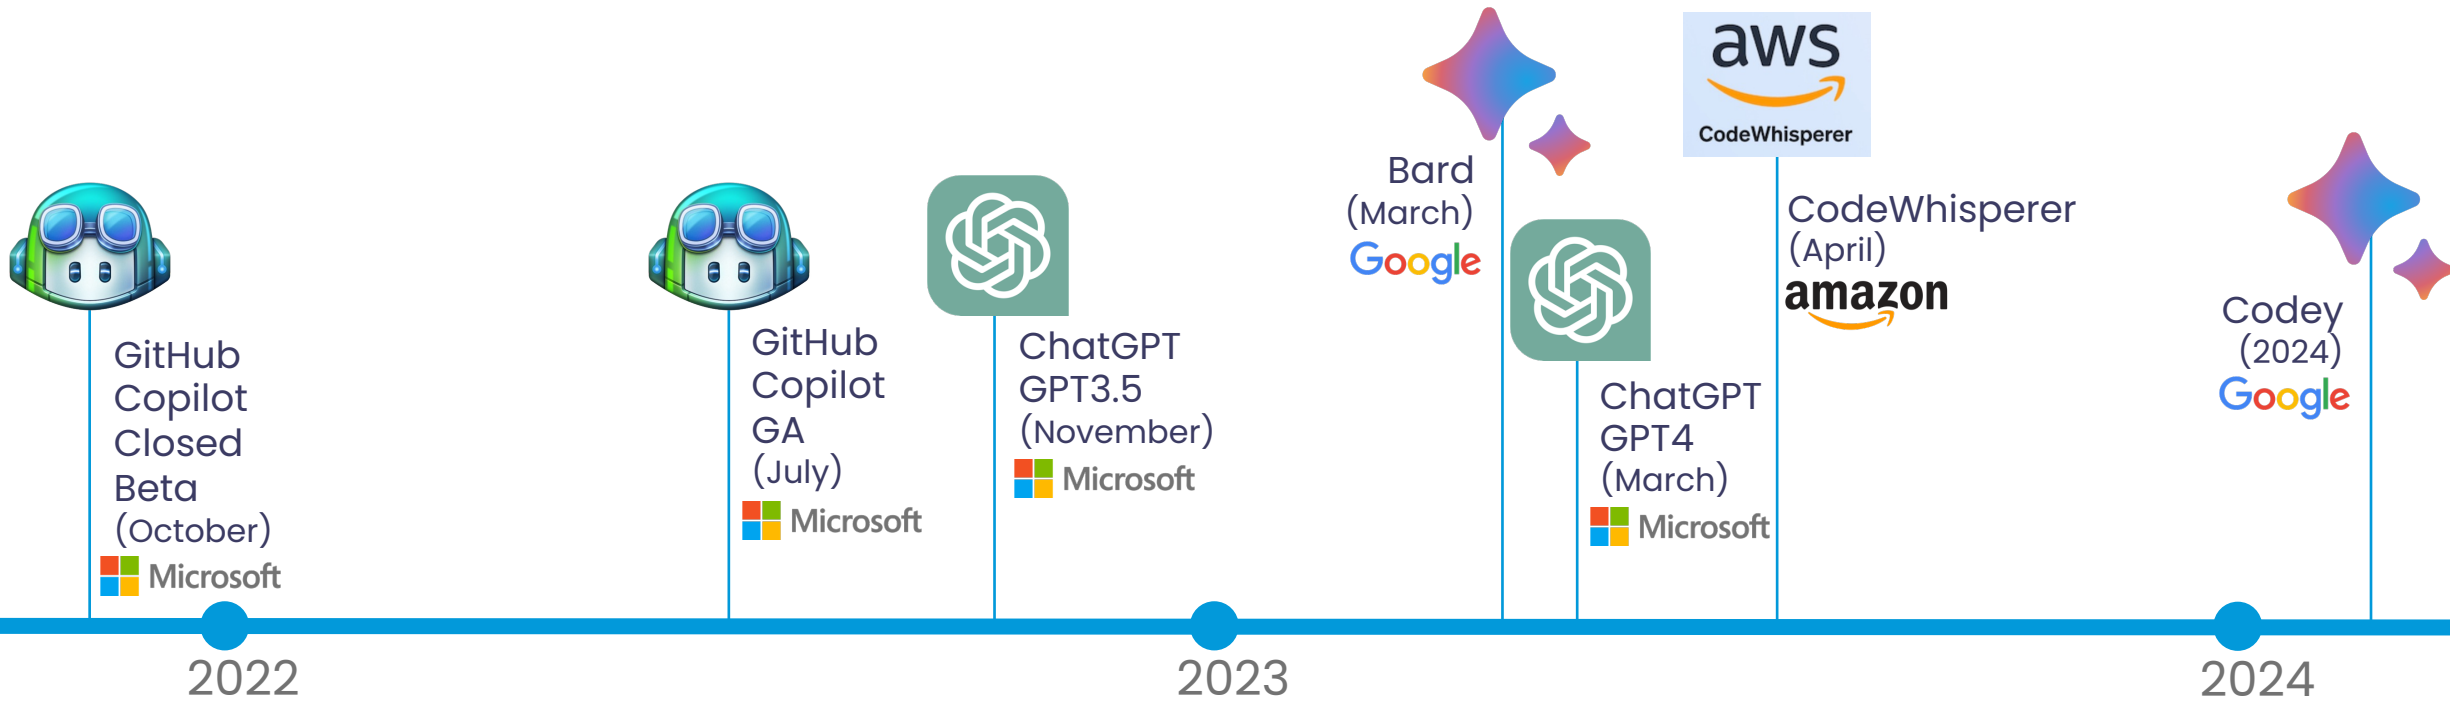 GitHub
Copilot
Closed
Beta
(October)
Microsoft
GitHub
Copilot
GA
(July)
Microsoft
ChatGPT
GPT3.5
(November)
Microsoft
Bard
(March)
Google
ChatGPT
GPT4
(March)
Microsoft
aws
CodeWhisperer
CodeWhisperer
(April)
amazon
Codey
(2024)
Google
2022
2023
2024